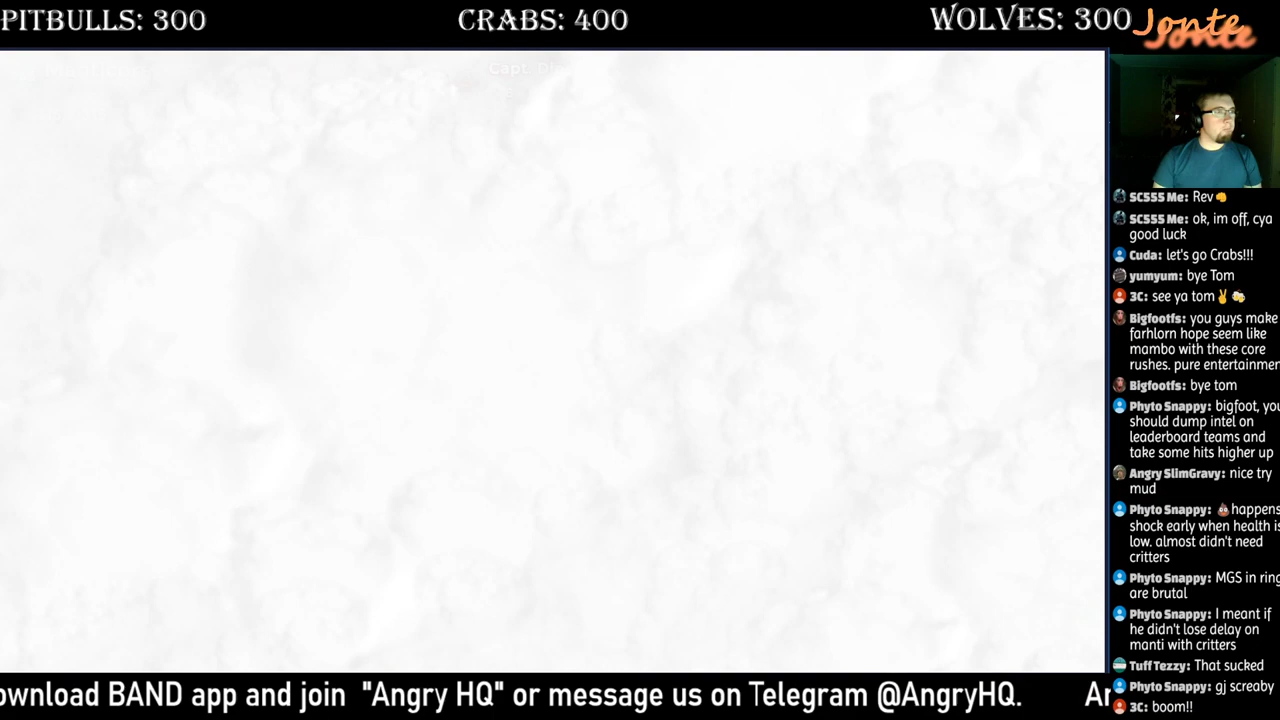 PITBULLS: 300
CRABS: 400
WOLVES: 300
Jonte
Capt
SC555 Me: Rev👊
SC555 Me: ok, im off, cya
good luck
Cuda: let's go Crabs!!!
yumyum: bye Tom
3C: see ya tom✌️🍻
Bigfootfs: you guys make
farhlorn hope seem like
mambo with these core
rushes. pure entertainmen
Bigfootfs: bye tom
Phyto Snappy: bigfoot, you
should dump intel on
leaderboard teams and
take some hits higher up
Angry SlimGravy: nice try
mud
Phyto Snappy: 💩happens
shock early when health is
low. almost didn't need
critters
Phyto Snappy: MGS in ring
are brutal
Phyto Snappy: I meant if
he didn't lose delay on
manti with critters
Tuff Tezzy: That sucked
Phyto Snappy: gj screaby
3C: boom!!
ownload BAND app and join "Angry HQ" or message us on Telegram @AngryHQ.